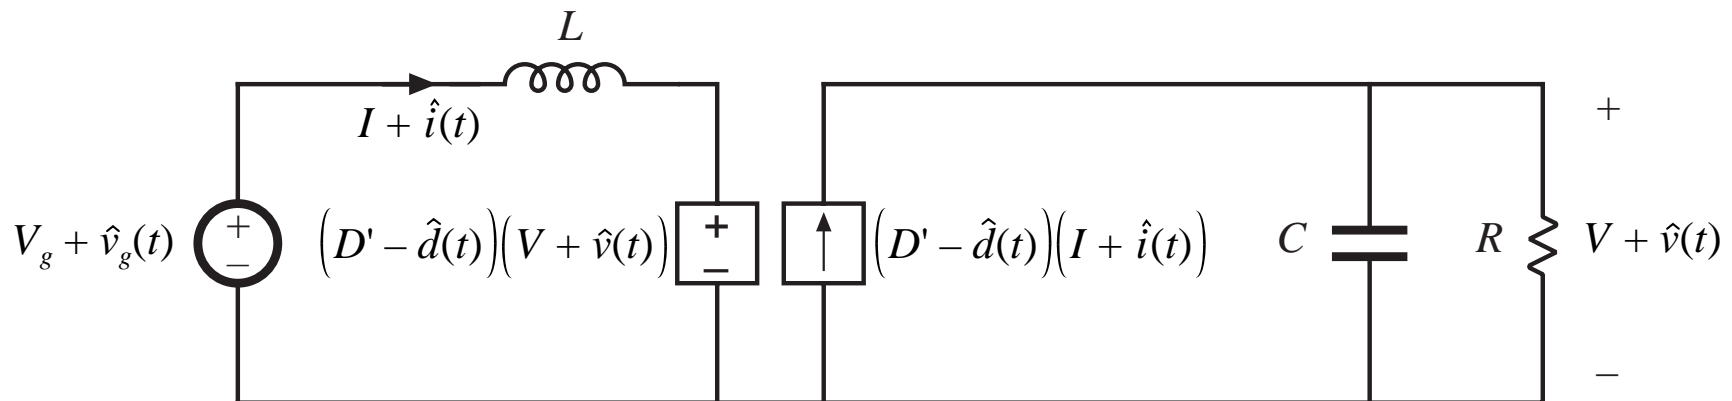 L
I + î(t)
V_g + v̂_g(t)
+
−
(D' − d̂(t))(V + v̂(t))
+
−
(D' − d̂(t))(I + î(t))
C
R
+
V + v̂(t)
−